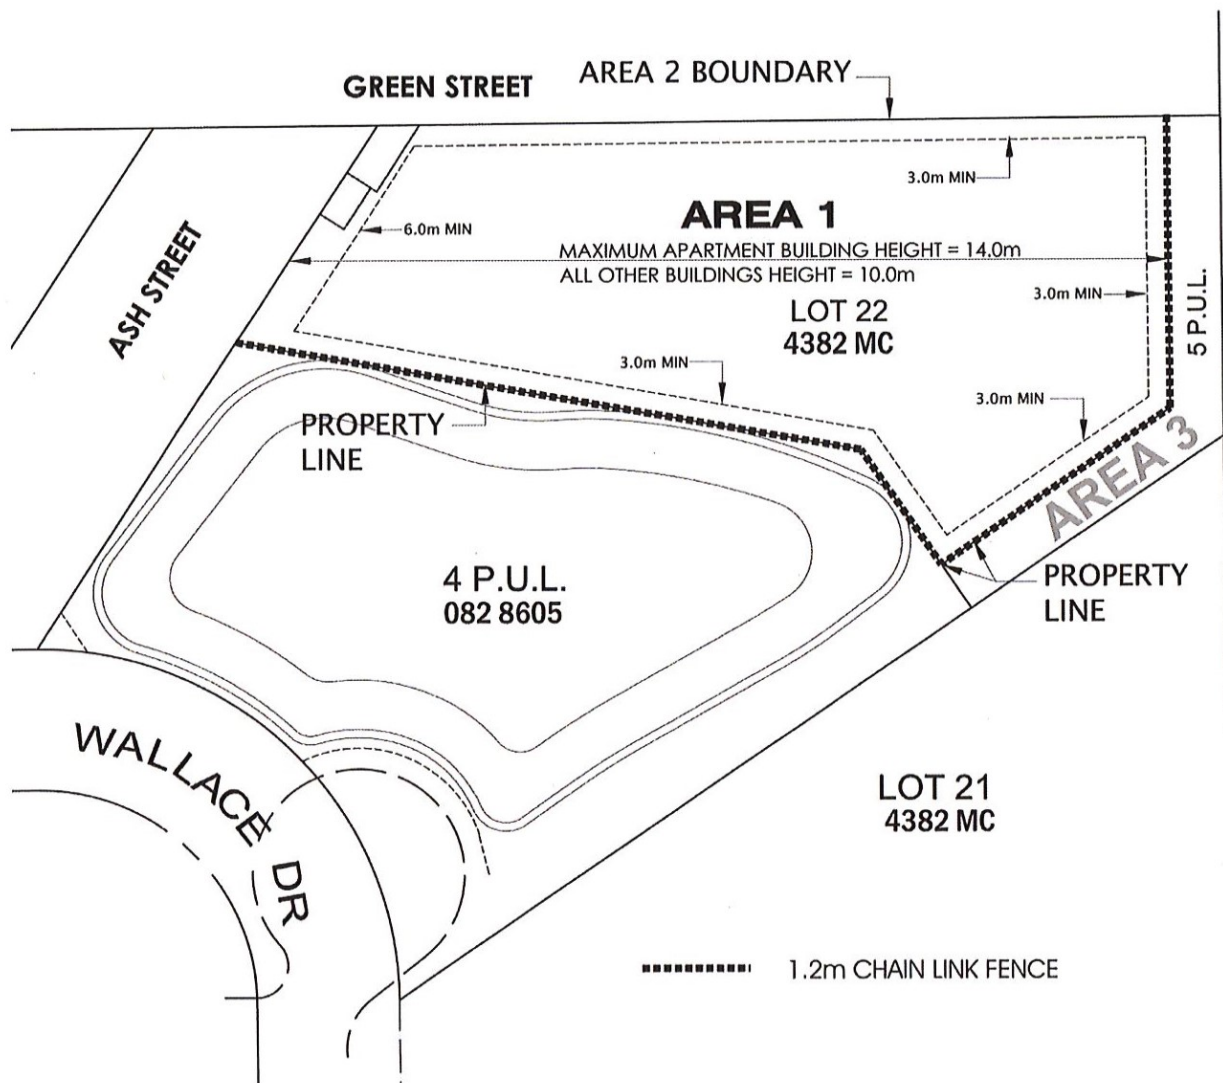 GREEN STREET
AREA 2 BOUNDARY
3.0m MIN
AREA 1
6.0m MIN
MAXIMUM APARTMENT BUILDING HEIGHT = 14.0m
ALL OTHER BUILDINGS HEIGHT = 10.0m
ASH STREET
3.0m MIN
5 P.U.L.
LOT 22
4382 MC
3.0m MIN
3.0m MIN
PROPERTY
LINE
AREA 3
4 P.U.L.
082 8605
PROPERTY
LINE
WALLACE DR
LOT 21
4382 MC
1.2m CHAIN LINK FENCE